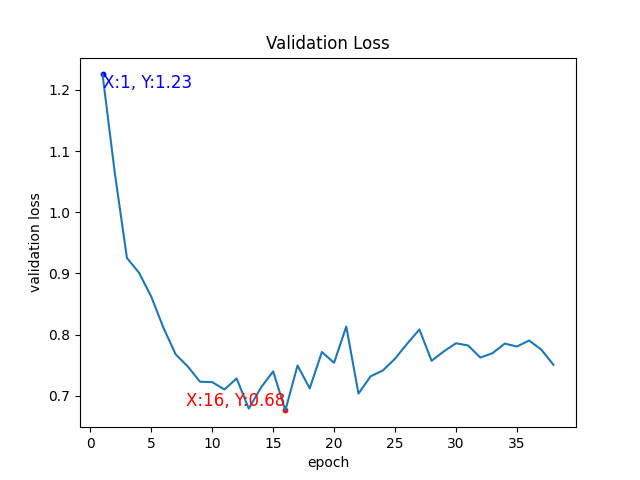 Validation Loss
X:1, Y:1.23
X:16, Y:0.68
validation loss
1.2
1.1
1.0
0.9
0.8
0.7
0 5 10 15 20 25 30 35
epoch